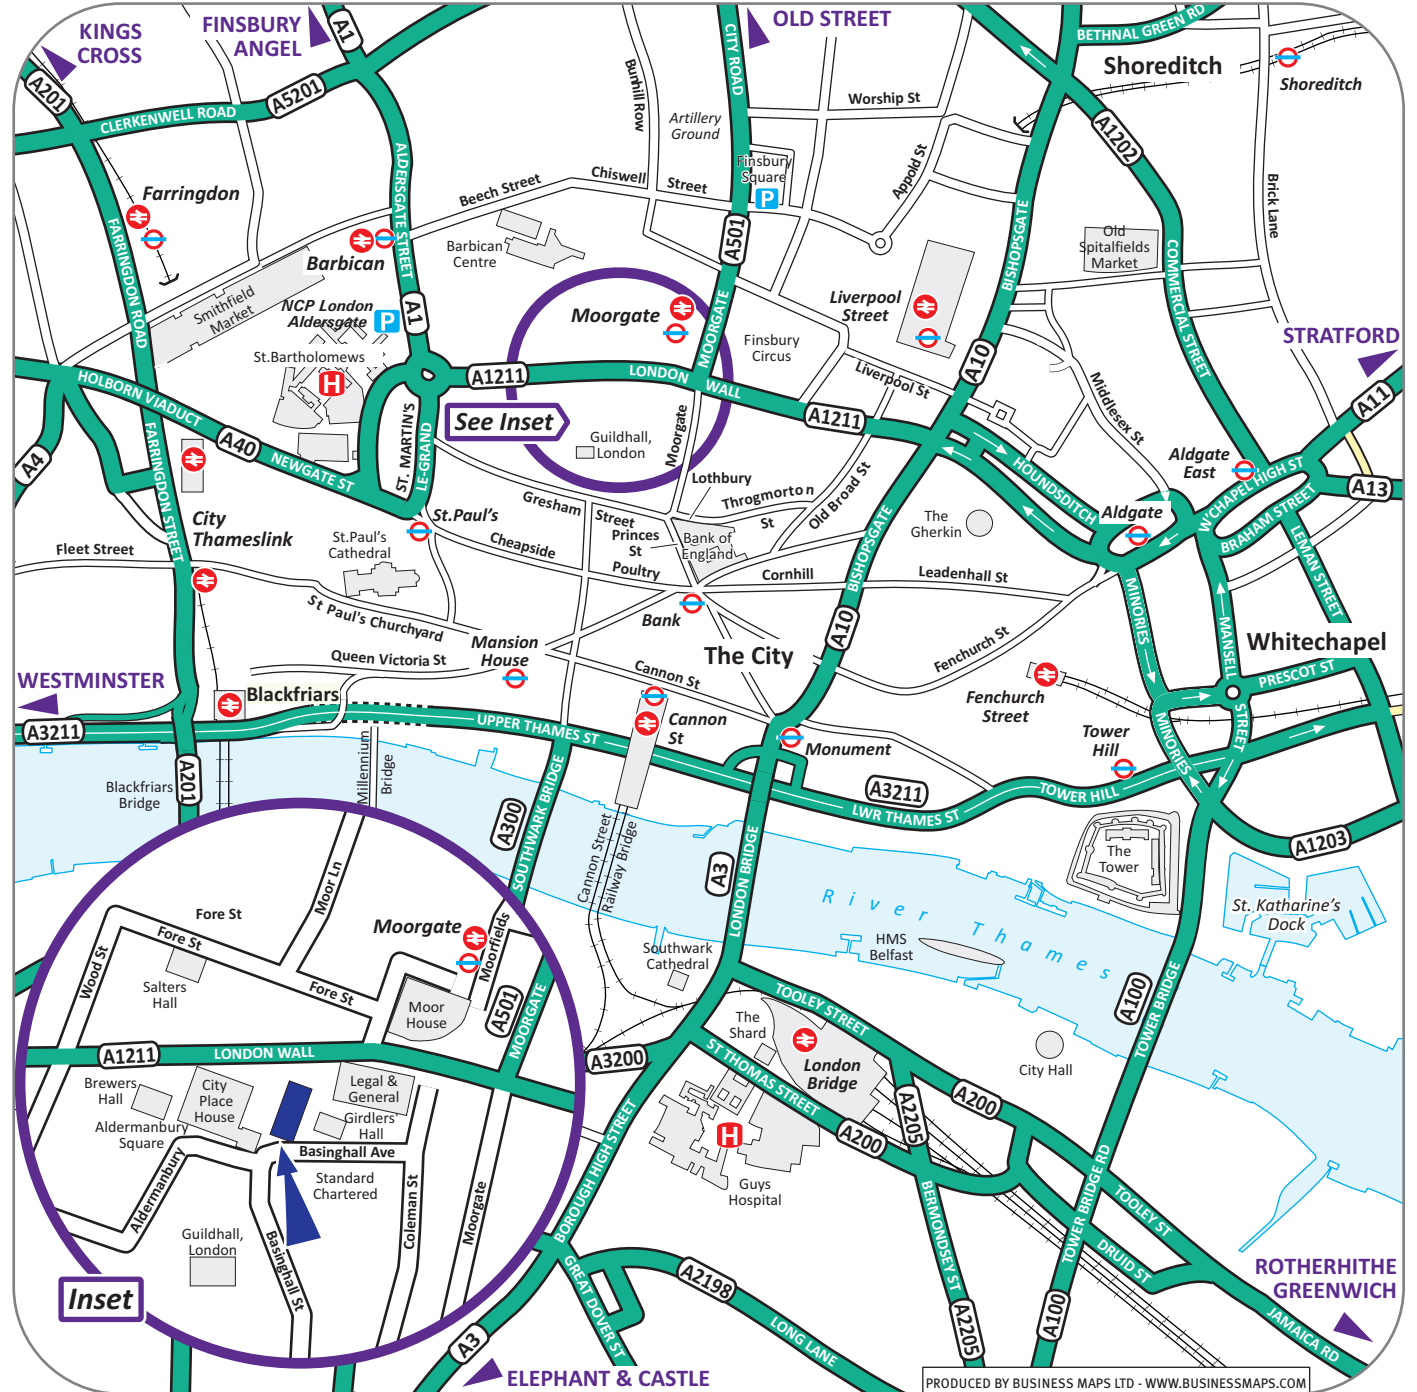 KINGS
CROSS
FINSBURY
ANGEL
A1
OLD STREET
CITY ROAD
BETHNAL GREEN RD
Shoreditch
Shoreditch
A201
A5201
CLERKENWELL ROAD
Bunhill Row
Artillery
Ground
Worship St
A1202
Farringdon
ALDERSGATE STREET
Beech Street
Chiswell
Street
Finsbury
Square
P
Appold St
Brick Lane
FARRINGDON ROAD
Barbican
Barbican
Centre
A501
BISHOPSGATE
Old
Spitalfields
Market
COMMERCIAL STREET
Smithfield
Market
NCP London
Aldersgate
P
A1
Moorgate
MOORGATE
Liverpool
Street
Finsbury
Circus
STRATFORD
St.Bartholomews
H
A1211
LONDON
WALL
Liverpool St
A10
A11
HOLBORN VIADUCT
See Inset
A1211
Middlesex St
ST. MARTIN'S
LE-GRAND
Guildhall,
London
Moorgate
A4
A40
NEWGATE ST
FARRINGDON STREET
HOUNDSDITCH
Aldgate
East
W'CHAPEL HIGH ST
A13
Lothbury
Throgmorton
St
Old Broad St
Gresham
Street
City
Thameslink
St.Paul's
Princes
St
Bank of
England
The
Gherkin
Aldgate
BRAHAM STREET
LEMAN STREET
Fleet Street
St.Paul's
Cathedral
Cheapside
Poultry
Cornhill
BISHOPSGATE
Leadenhall St
St Paul's Churchyard
Bank
A10
MINORIES
MANSELL
STREET
Mansion
House
The City
Whitechapel
Queen Victoria St
Cannon St
Fenchurch St
PRESCOT ST
WESTMINSTER
Blackfriars
Fenchurch
Street
A3211
UPPER THAMES ST
Cannon
St
Monument
Tower
Hill
MINORIES
Blackfriars
Bridge
A201
Millennium
Bridge
A300
SOUTHWARK BRIDGE
A3211
LWR THAMES ST
TOWER HILL
A1203
Cannon Street
Railway Bridge
A3
LONDON BRIDGE
The
Tower
St. Katharine's
Dock
River Thames
HMS
Belfast
Southwark
Cathedral
A100
TOWER BRIDGE
Moor Ln
Fore St
Fore St
Moorgate
Moorfields
Wood St
Salters
Hall
Fore St
Moor
House
A501
MOORGATE
A1211
LONDON WALL
Brewers
Hall
City
Place
House
Legal &
General
Aldermanbury
Square
Girdlers
Hall
Basinghall Ave
Standard
Chartered
Aldermanbury
Guildhall,
London
Basinghall St
Coleman St
Moorgate
Inset
A3200
TOOLEY STREET
The
Shard
London
Bridge
City Hall
ST THOMAS STREET
A200
A2205
A200
H
Guys
Hospital
BOROUGH HIGH STREET
BERMONDSEY ST
TOWER BRIDGE RD
TOOLEY ST
DRUID ST
ROTHERHITHE
GREENWICH
GREAT DOVER ST
A2198
LONG LANE
A2205
A100
JAMAICA RD
A3
ELEPHANT & CASTLE
PRODUCED BY BUSINESS MAPS LTD - WWW.BUSINESSMAPS.COM